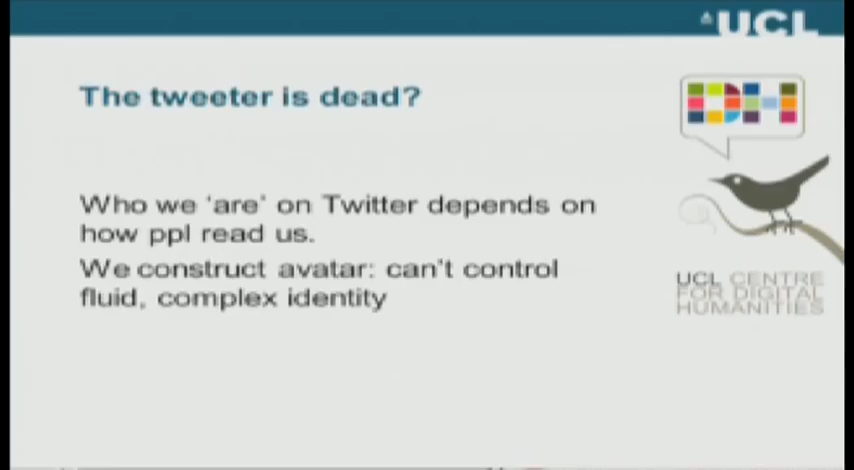 UCL
The tweeter is dead?
DH
Who we ‘are’ on Twitter depends on
how ppl read us.
We construct avatar: can't control
fluid, complex identity
UCL CENTRE
FOR DIGITAL
HUMANITIES